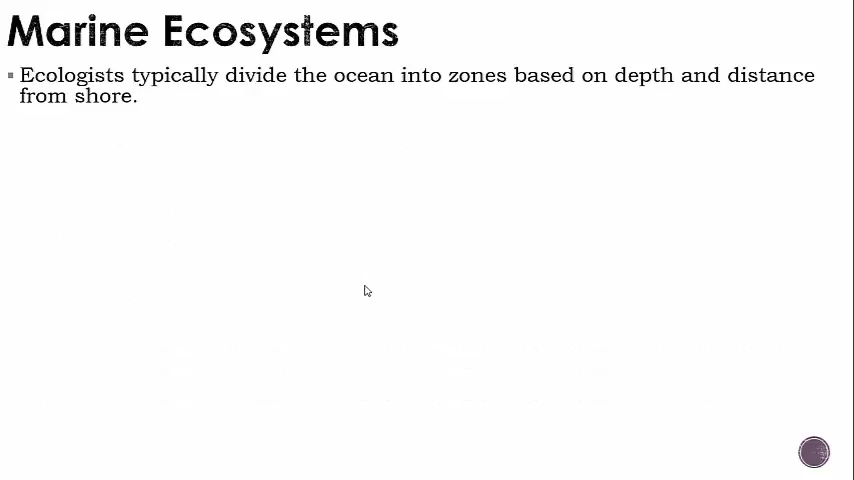 Marine Ecosystems
▪ Ecologists typically divide the ocean into zones based on depth and distance
from shore.